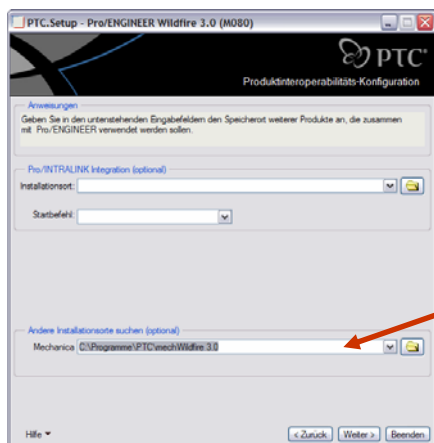 PTC.Setup - Pro/ENGINEER Wildfire 3.0 (M080)
PTC®
Produktinteroperabilitäts-Konfiguration
Anweisungen
Geben Sie in den untenstehenden Eingabefeldern den Speicherort weiterer Produkte an, die zusammen
mit Pro/ENGINEER verwendet werden sollen.
Pro/INTRALINK Integration (optional)
Installationsort:
Startbefehl:
Andere Installationsorte suchen (optional)
Mechanica C:\Programme\PTC\mechWildfire 3.0
Hilfe < Zurück Weiter > Beenden